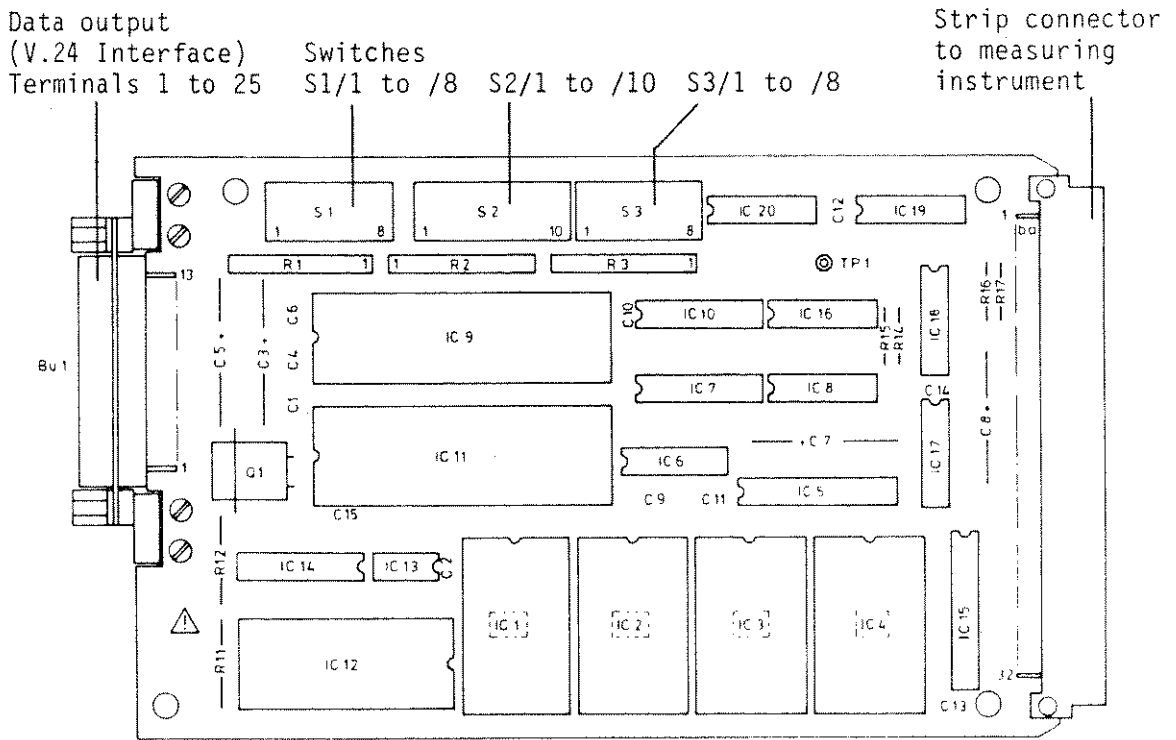 Data output
(V.24 Interface)
Terminals 1 to 25
Switches
S1/1 to /8 S2/1 to /10 S3/1 to /8
Strip connector
to measuring
instrument
S1
1 8
S2
1 10
S3
1 8
IC 20
C12
IC 19
1
ba
R1 1
1 R2
R3 1
TP1
13
Bu 1
1
C5 +
C3 +
C6
C4
C1
IC 9
C10
IC 10
IC 16
R15
R14
IC 18
R16
R17
IC 7
IC 8
C14
C8 +
IC 17
+C 7
Q1
IC 11
IC 6
C9
C11
IC 5
C15
R12
IC 14
IC 13
C2
IC 1
IC 2
IC 3
IC 4
IC 15
R11
IC 12
32
C13